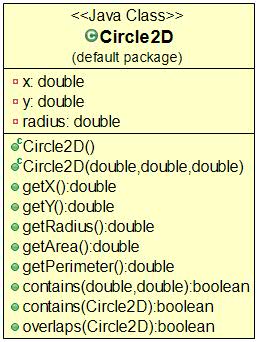 <<Java Class>>
Circle2D
(default package)
x: double
y: double
radius: double
Circle2D()
Circle2D(double,double,double)
getX():double
getY():double
getRadius():double
getArea():double
getPerimeter():double
contains(double,double):boolean
contains(Circle2D):boolean
overlaps(Circle2D):boolean